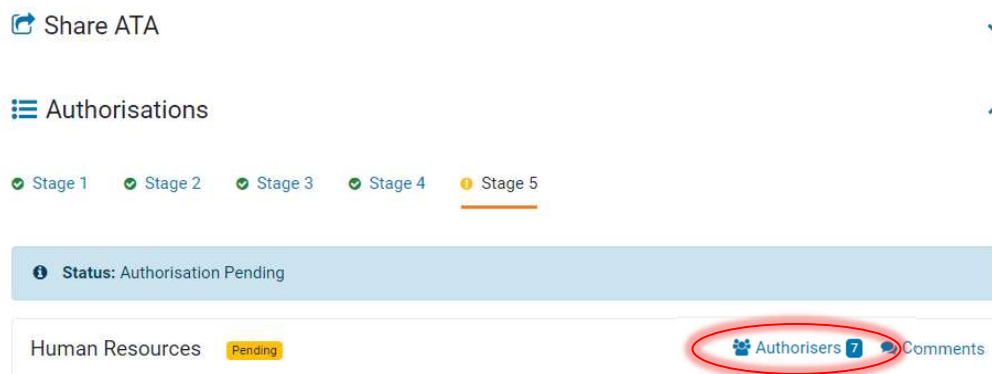 Share ATA
Authorisations
Stage 1 Stage 2 Stage 3 Stage 4 Stage 5
Status: Authorisation Pending
Human Resources Pending Authorisers 7 Comments